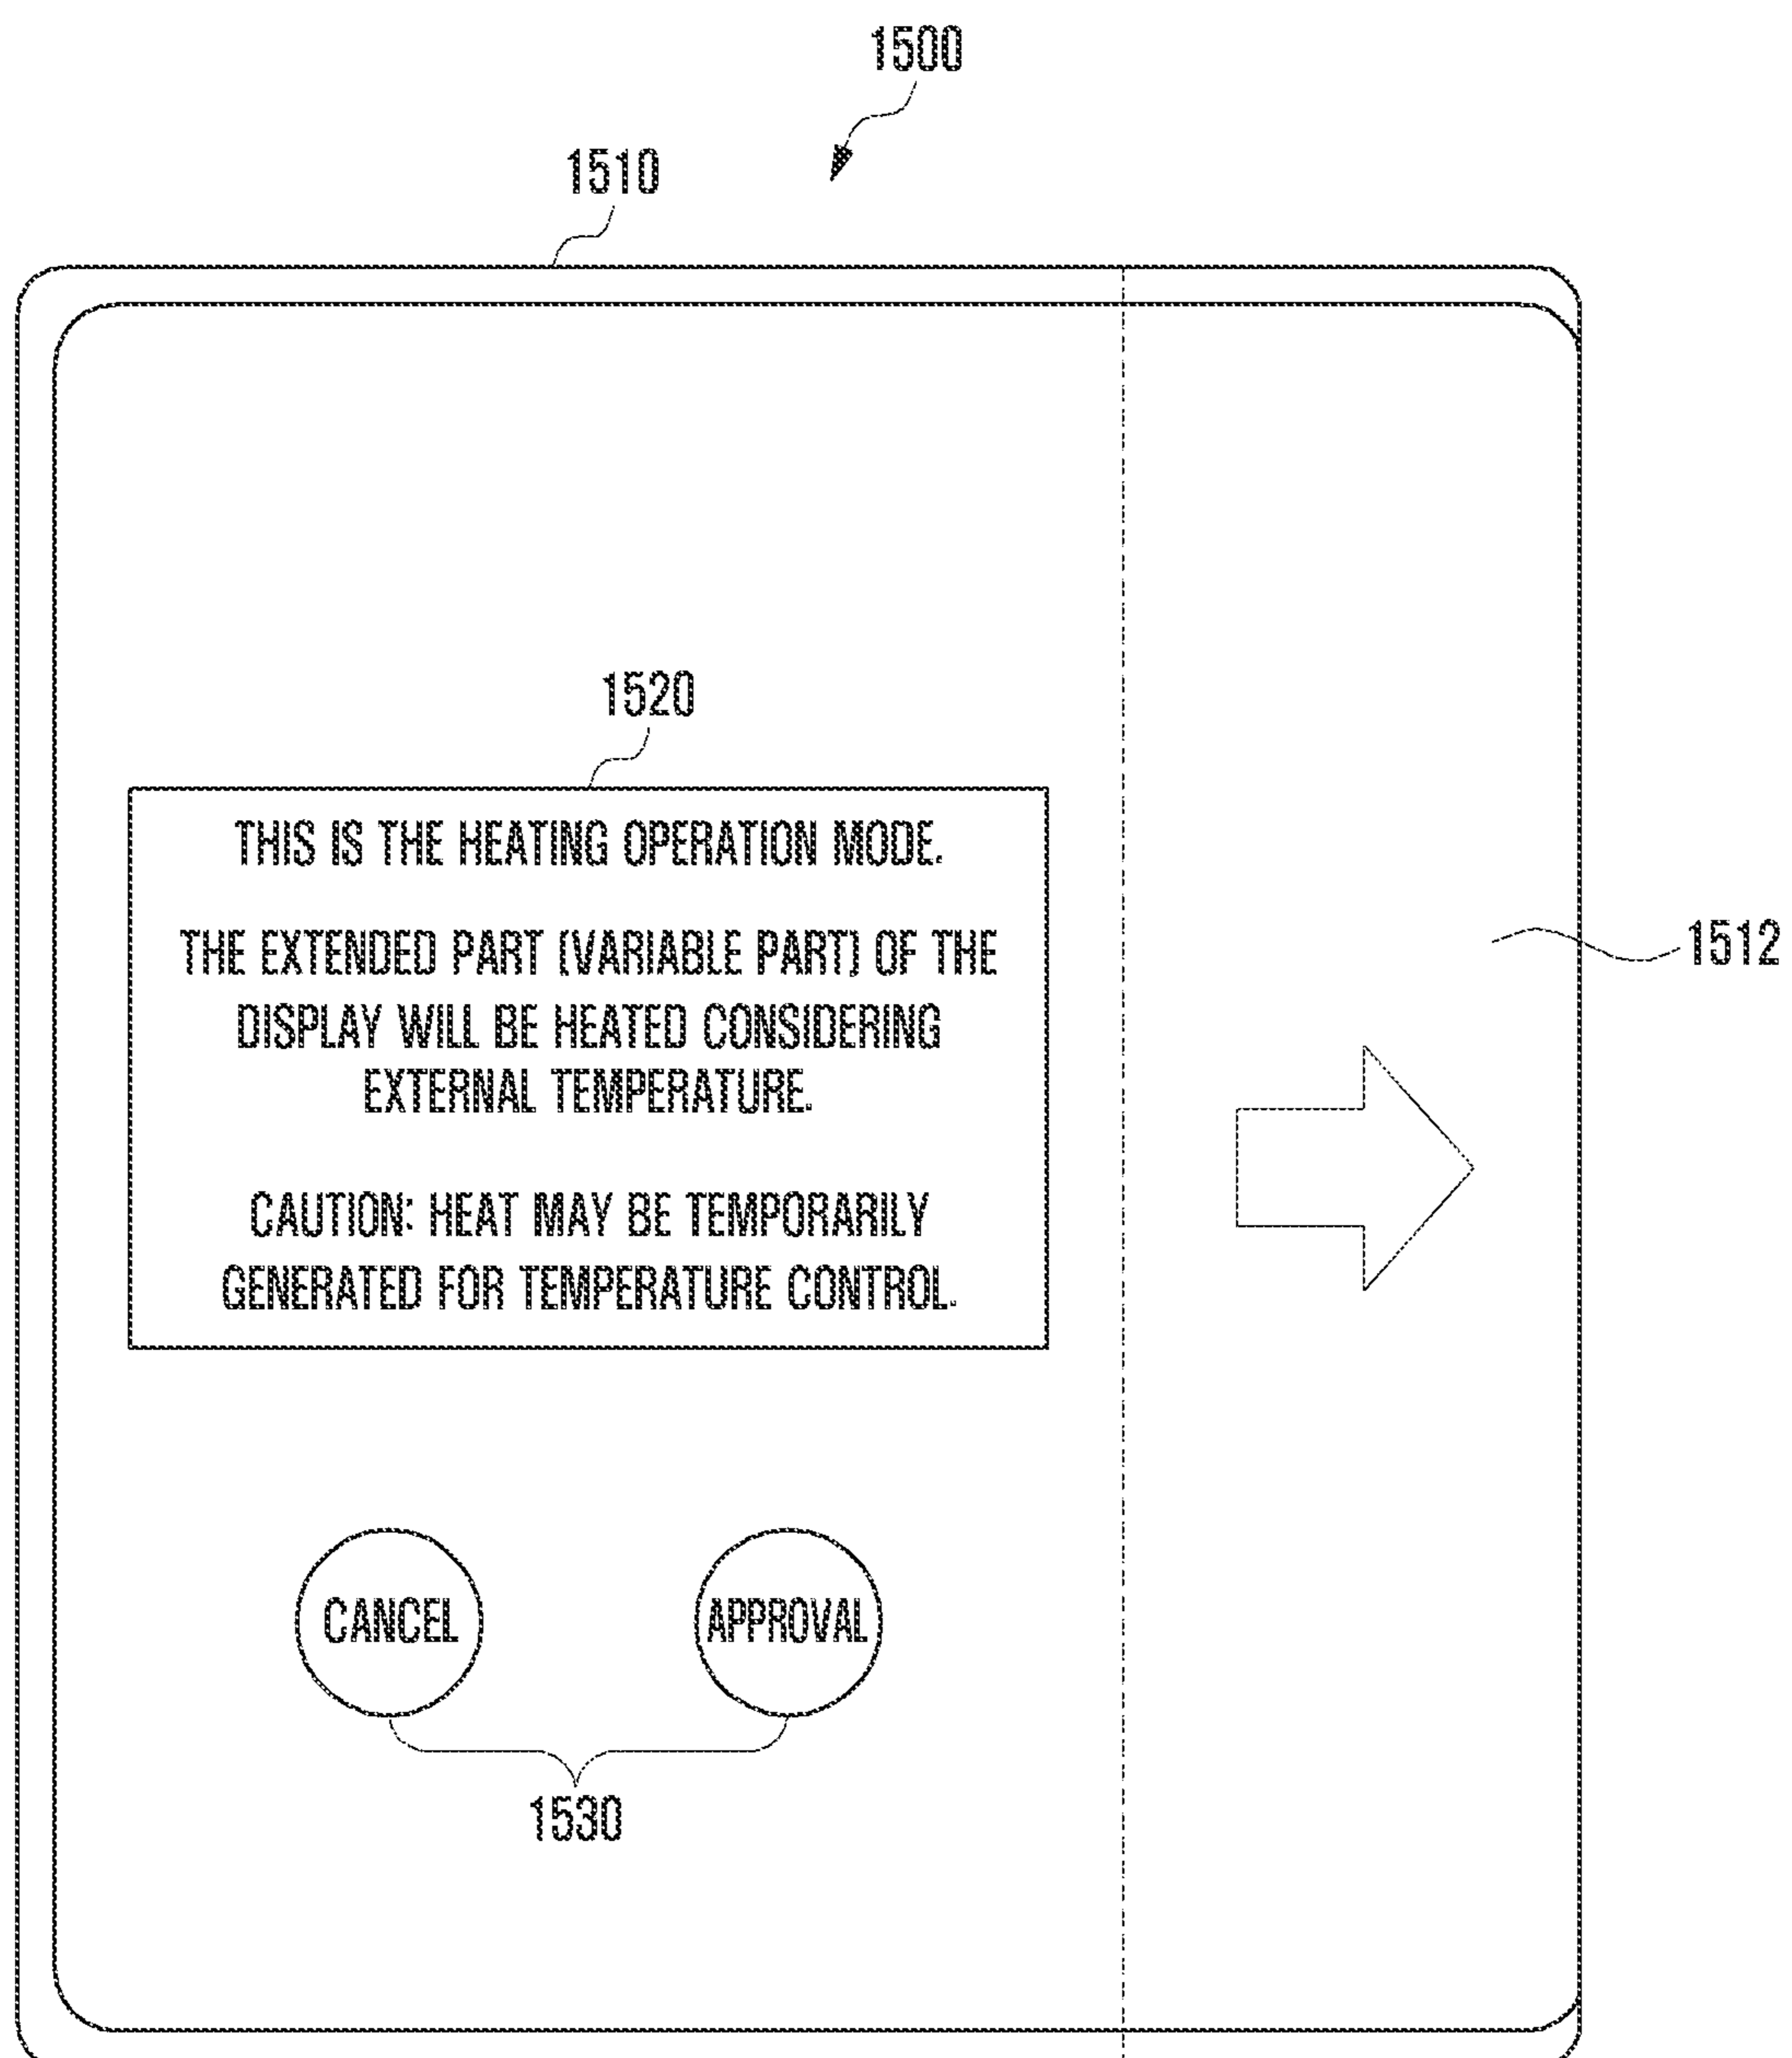 1500
1510
1520
THIS IS THE HEATING OPERATION MODE.
THE EXTENDED PART (VARIABLE PART) OF THE
DISPLAY WILL BE HEATED CONSIDERING
EXTERNAL TEMPERATURE.
CAUTION: HEAT MAY BE TEMPORARILY
GENERATED FOR TEMPERATURE CONTROL.
1512
CANCEL APPROVAL
1530